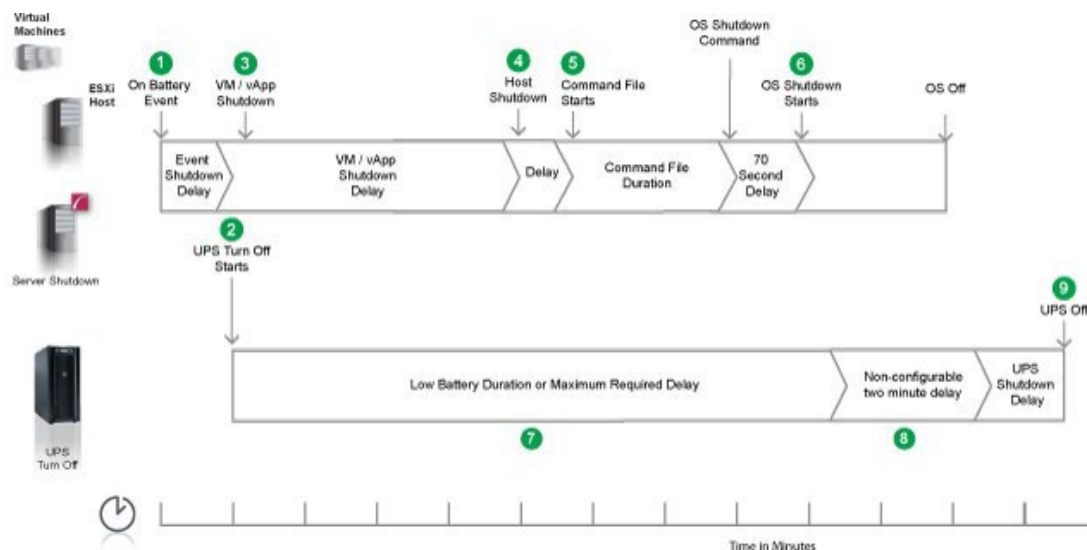 Virtual
Machines
ESXi
Host
Server Shutdown
UPS
Turn Off
1
On Battery
Event
3
VM / vApp
Shutdown
4
Host
Shutdown
5
Command File
Starts
OS Shutdown
Command
6
OS Shutdown
Starts
OS Off
Event
Shutdown
Delay
VM / vApp
Shutdown
Delay
Delay
Command File
Duration
70
Second
Delay
2
UPS Turn Off
Starts
9
UPS Off
Low Battery Duration or Maximum Required Delay
Non-configurable
two minute delay
UPS
Shutdown
Delay
7
8
Time in Minutes